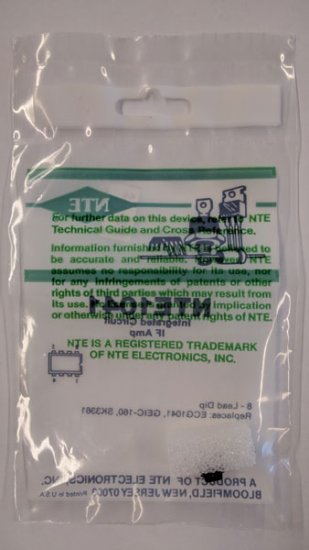 NTE
For further data on this device, refer to NTE
Technical Guide and Cross Reference.
Information furnished by NTE is believed to
be accurate and reliable. However, NTE
assumes no responsibility for its use, nor
for any infringements of patents or other
rights of third parties which may result from
its use. No license is granted by implication
or otherwise under any patent rights of NTE.
NTE1041
Integrated Circuit
IF Amp
NTE IS A REGISTERED TRADEMARK
OF NTE ELECTRONICS, INC.
8 - Lead Dip
Replaces: ECG1041, GEIC-160, SK3361
A PRODUCT OF NTE ELECTRONICS, INC.
BLOOMFIELD, NEW JERSEY 07003 Printed in U.S.A.